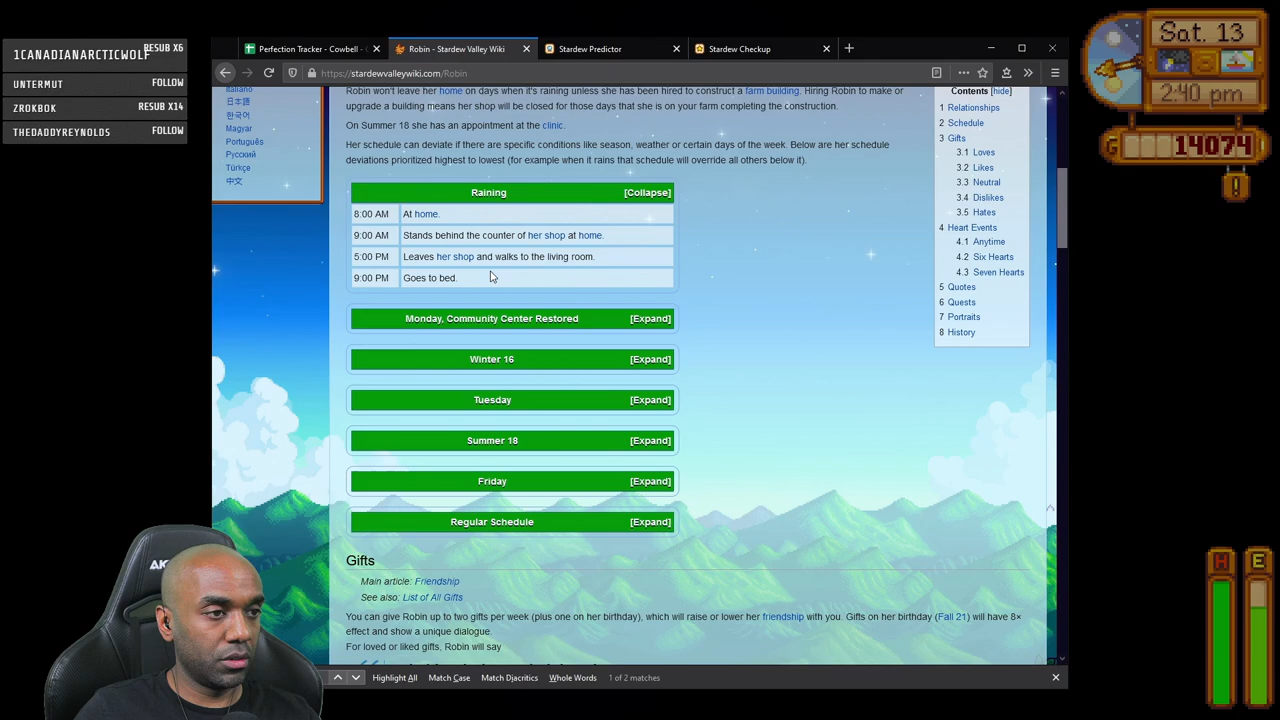 1CANADIANARCTICWOLF RESUB X6
UNTERMUT FOLLOW
ZROKBOK RESUB X14
THEDADDYREYNOLDS FOLLOW
Perfection Tracker - Cowbell -
Robin - Stardew Valley Wiki
Stardew Predictor
Stardew Checkup
https://stardewvalleywiki.com/Robin
Sat. 13
2:40 pm
14074
Italiano
日本語
한국어
Magyar
Português
Русский
Türkçe
中文
Robin won't leave her home on days when it's raining unless she has been hired to construct a farm building. Hiring Robin to make or
upgrade a building means her shop will be closed for those days that she is on your farm completing the construction.
On Summer 18 she has an appointment at the clinic.
Her schedule can deviate if there are specific conditions like season, weather or certain days of the week. Below are her schedule
deviations prioritized highest to lowest (for example when it rains that schedule will override all others below it).
Raining [Collapse]
8:00 AM At home.
9:00 AM Stands behind the counter of her shop at home.
5:00 PM Leaves her shop and walks to the living room.
9:00 PM Goes to bed.
Monday, Community Center Restored [Expand]
Winter 16 [Expand]
Tuesday [Expand]
Summer 18 [Expand]
Friday [Expand]
Regular Schedule [Expand]
Gifts
Main article: Friendship
See also: List of All Gifts
You can give Robin up to two gifts per week (plus one on her birthday), which will raise or lower her friendship with you. Gifts on her birthday (Fall 21) will have 8×
effect and show a unique dialogue.
For loved or liked gifts, Robin will say
Contents [hide]
1 Relationships
2 Schedule
3 Gifts
3.1 Loves
3.2 Likes
3.3 Neutral
3.4 Dislikes
3.5 Hates
4 Heart Events
4.1 Anytime
4.2 Six Hearts
4.3 Seven Hearts
5 Quotes
6 Quests
7 Portraits
8 History
Highlight All Match Case Match Diacritics Whole Words 1 of 2 matches
AK
H E